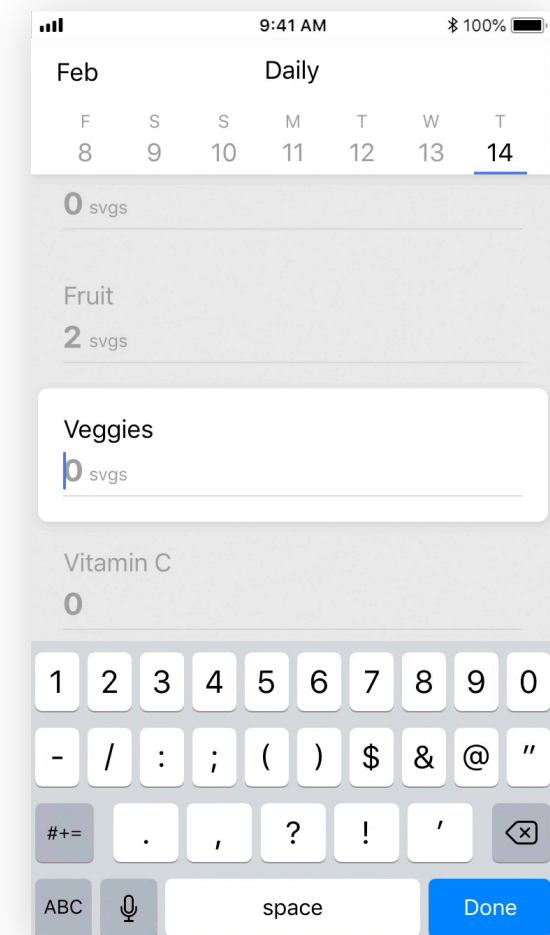 9:41 AM 100%
Feb Daily
F S S M T W T
8 9 10 11 12 13 14
0 svgs
Fruit
2 svgs
Veggies
0 svgs
Vitamin C
0
1 2 3 4 5 6 7 8 9 0
- / : ; ( ) $ & @ "
#+= . , ? ! '
ABC space Done